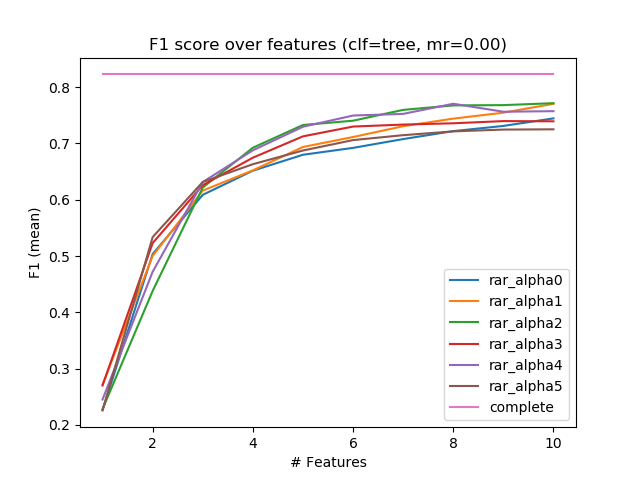 F1 score over features (clf=tree, mr=0.00)
F1 (mean)
0.8
0.7
0.6
0.5
0.4
0.3
0.2
2 4 6 8 10
# Features
rar_alpha0
rar_alpha1
rar_alpha2
rar_alpha3
rar_alpha4
rar_alpha5
complete